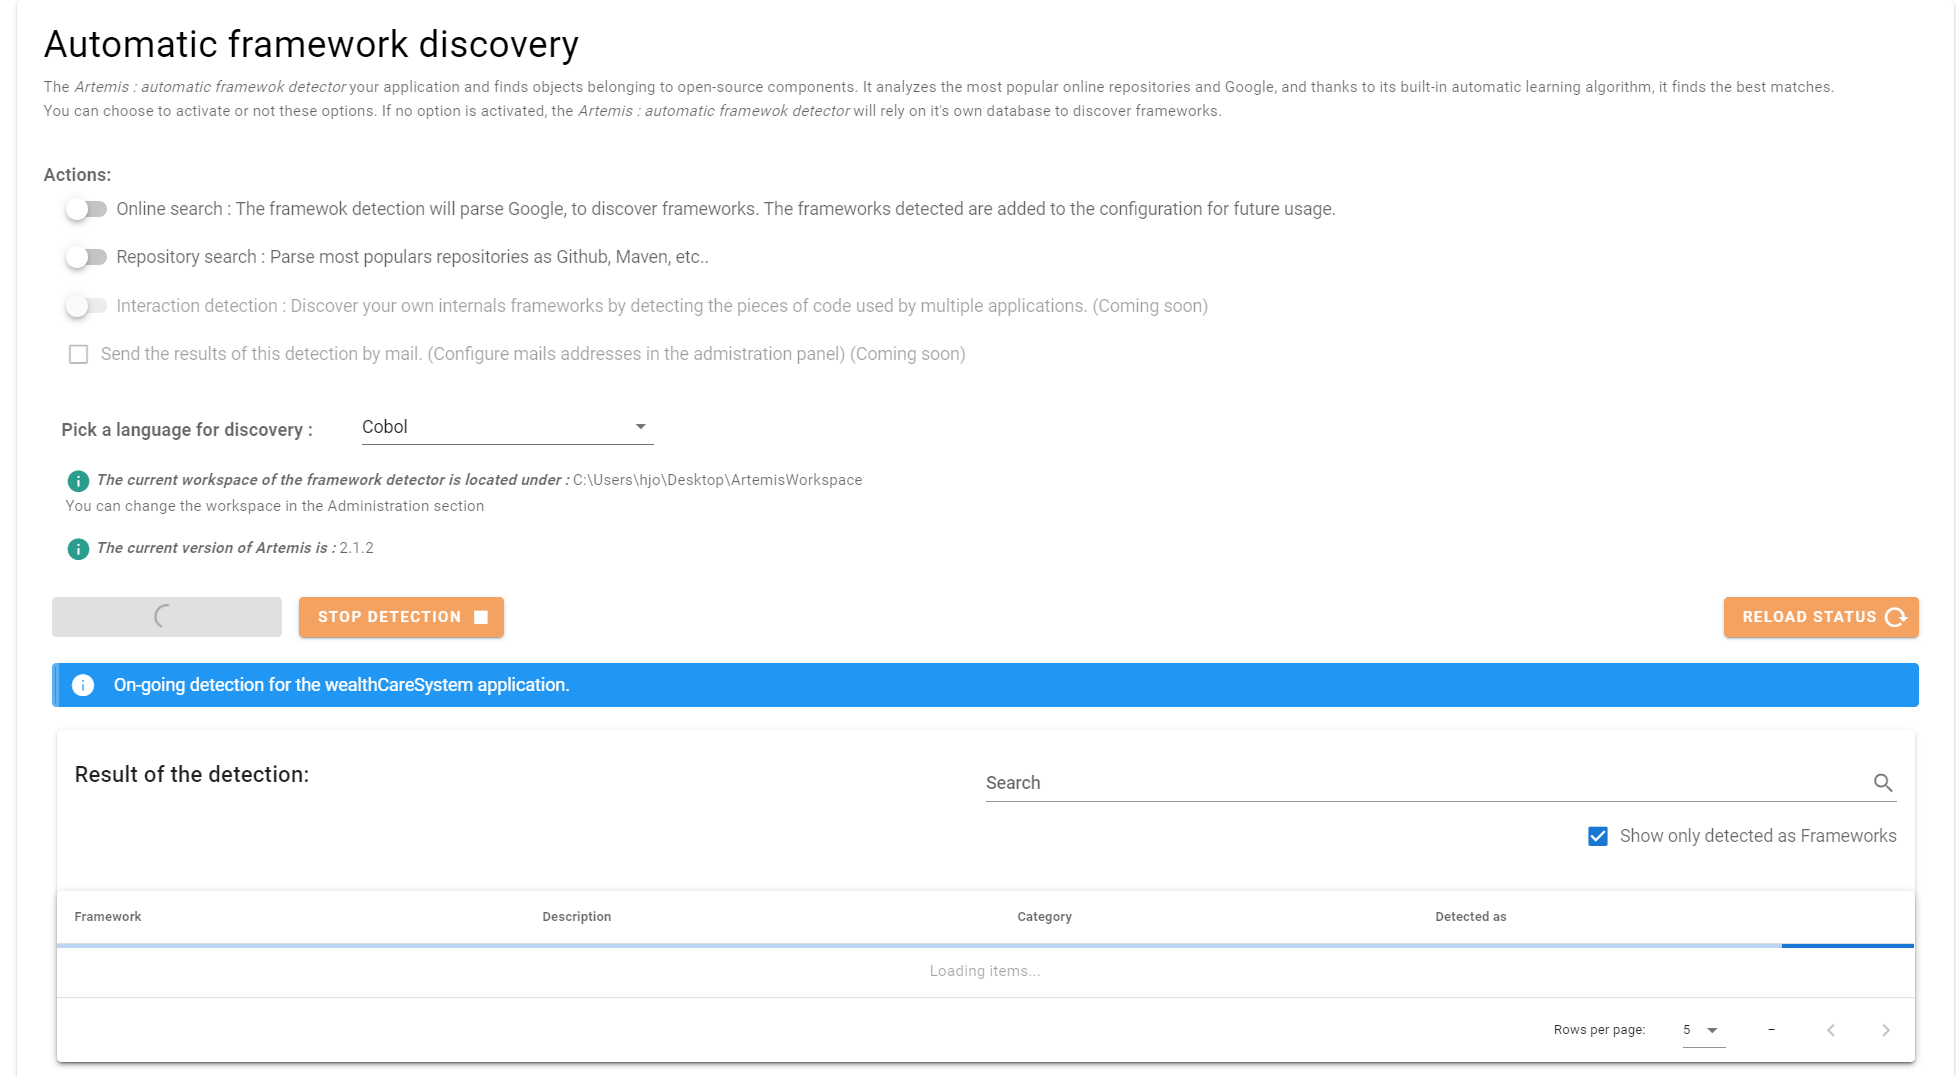 Automatic framework discovery
The Artemis : automatic framewok detector your application and finds objects belonging to open-source components. It analyzes the most popular online repositories and Google, and thanks to its built-in automatic learning algorithm, it finds the best matches.
You can choose to activate or not these options. If no option is activated, the Artemis : automatic framewok detector will rely on it's own database to discover frameworks.
Actions:
Online search : The framewok detection will parse Google, to discover frameworks. The frameworks detected are added to the configuration for future usage.
Repository search : Parse most populars repositories as Github, Maven, etc..
Interaction detection : Discover your own internals frameworks by detecting the pieces of code used by multiple applications. (Coming soon)
Send the results of this detection by mail. (Configure mails addresses in the admistration panel) (Coming soon)
Pick a language for discovery : Cobol
The current workspace of the framework detector is located under : C:\Users\hjo\Desktop\ArtemisWorkspace
You can change the workspace in the Administration section
The current version of Artemis is : 2.1.2
STOP DETECTION RELOAD STATUS
On-going detection for the wealthCareSystem application.
Result of the detection:
Search
Show only detected as Frameworks
Framework Description Category Detected as
Loading items...
Rows per page: 5 –